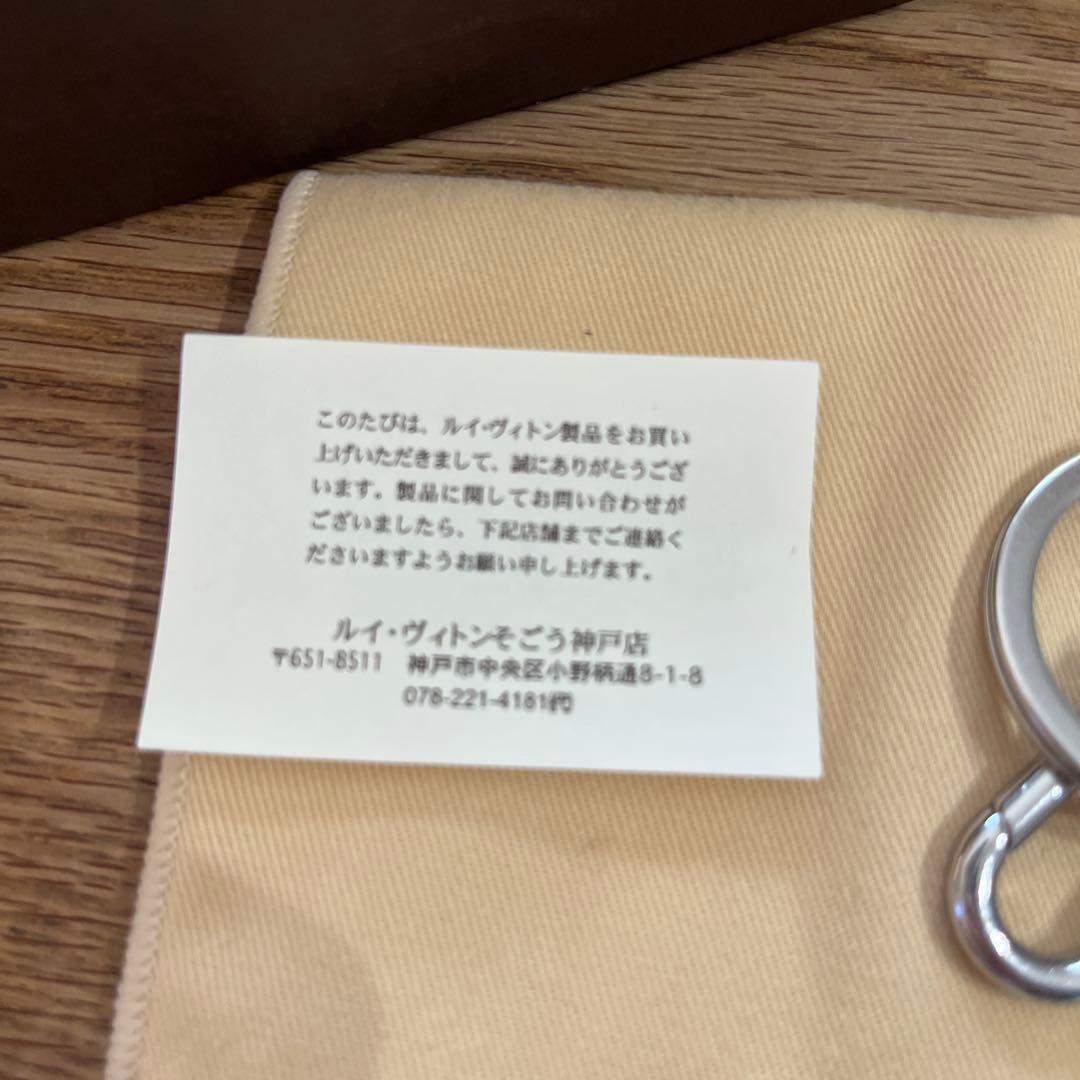 このたびは、ルイ・ヴィトン製品をお買い
上げいただきまして、誠にありがとうござ
います。製品に関してお問い合わせが
ございましたら、下記店舗までご連絡く
ださいますようお願い申し上げます。
ルイ・ヴィトンそごう神戸店
〒651-8511 神戸市中央区小野柄通8-1-8
078-221-4181㈹